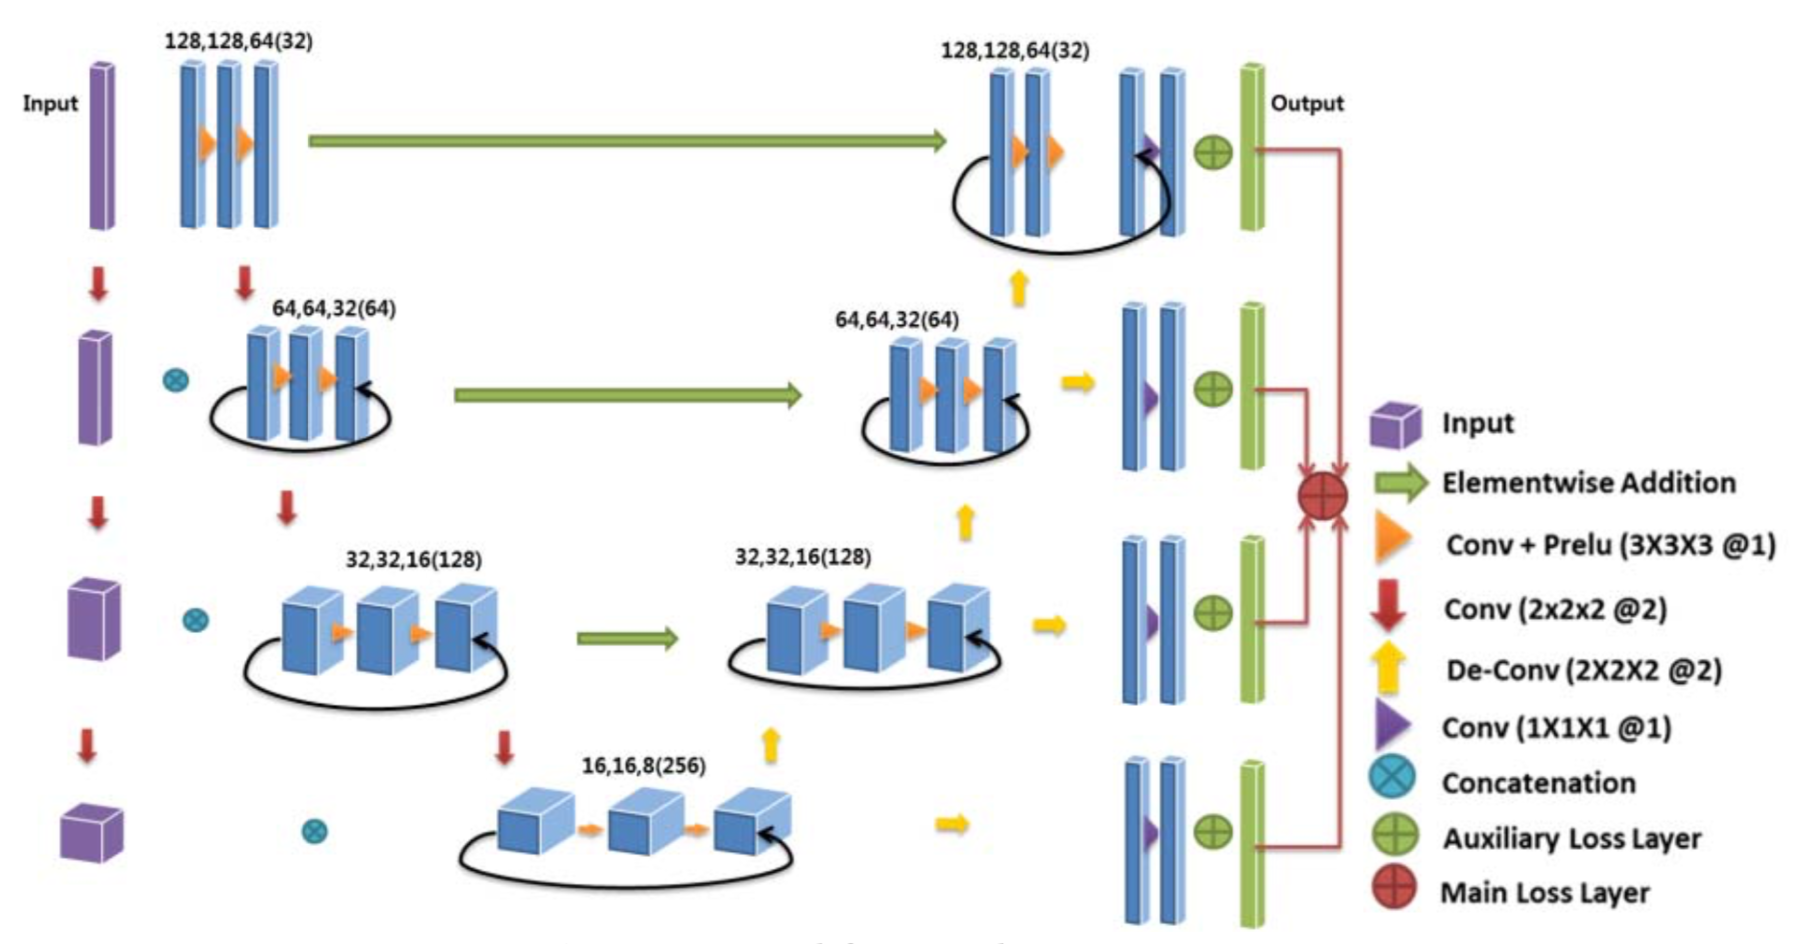 128,128,64(32)
128,128,64(32)
Input
Output
64,64,32(64)
64,64,32(64)
32,32,16(128)
32,32,16(128)
16,16,8(256)
Input
Elementwise Addition
Conv + Prelu (3X3X3 @1)
Conv (2x2x2 @2)
De-Conv (2X2X2 @2)
Conv (1X1X1 @1)
Concatenation
Auxiliary Loss Layer
Main Loss Layer